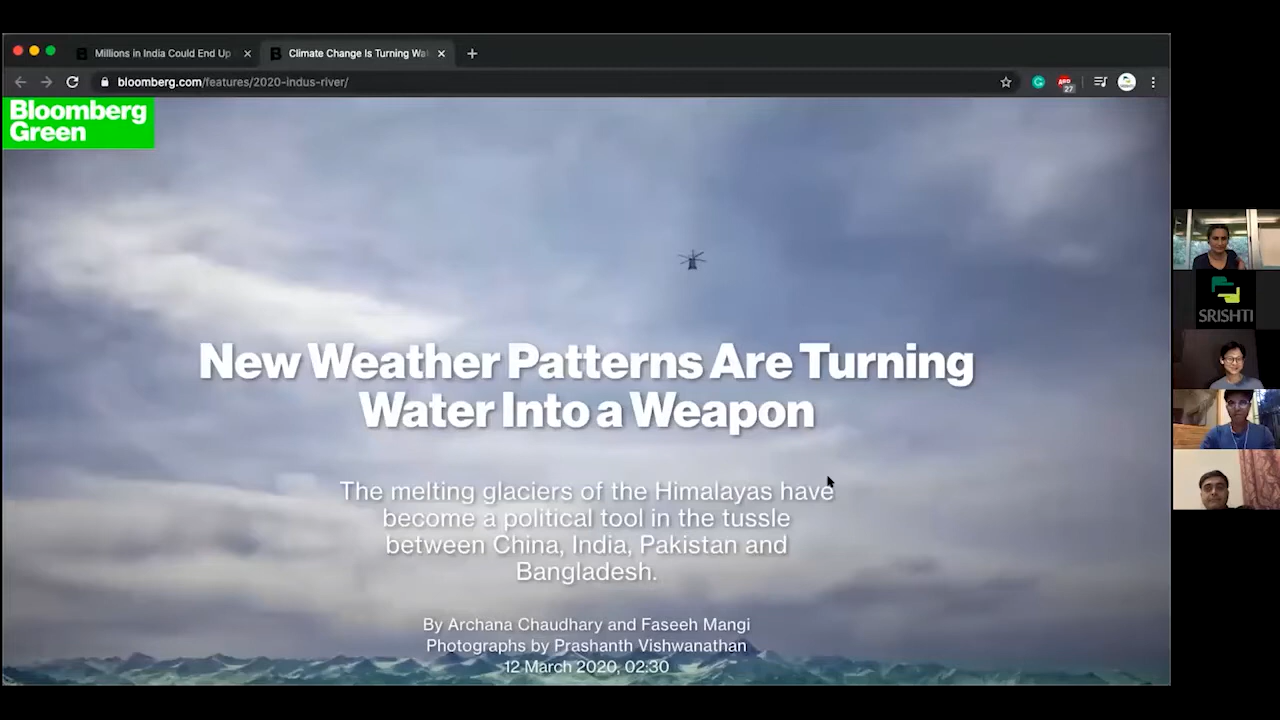 Millions in India Could End Up
Climate Change Is Turning Wa
bloomberg.com/features/2020-indus-river/
27
Bloomberg
Green
New Weather Patterns Are Turning
Water Into a Weapon
The melting glaciers of the Himalayas have
become a political tool in the tussle
between China, India, Pakistan and
Bangladesh.
By Archana Chaudhary and Faseeh Mangi
Photographs by Prashanth Vishwanathan
12 March 2020, 02:30
SRISHTI